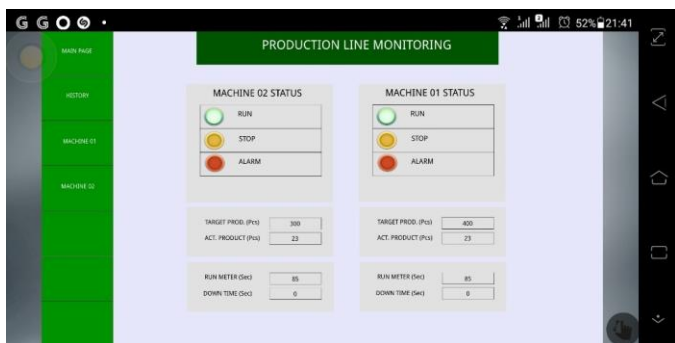 G G 52% 21:41
MAIN PAGE
HISTORY
MACHINE 01
MACHINE 02
PRODUCTION LINE MONITORING
MACHINE 02 STATUS
RUN
STOP
ALARM
TARGET PROD. (Pcs) 300
ACT. PRODUCT (Pcs) 23
RUN METER (Sec) 85
DOWN TIME (Sec) 0
MACHINE 01 STATUS
RUN
STOP
ALARM
TARGET PROD. (Pcs) 400
ACT. PRODUCT (Pcs) 23
RUN METER (Sec) 85
DOWN TIME (Sec) 0